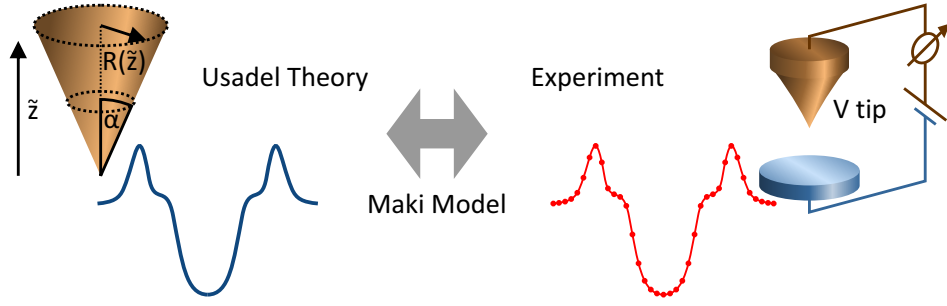 R(z̃)
z̃
α
Usadel Theory
Experiment
Maki Model
V tip